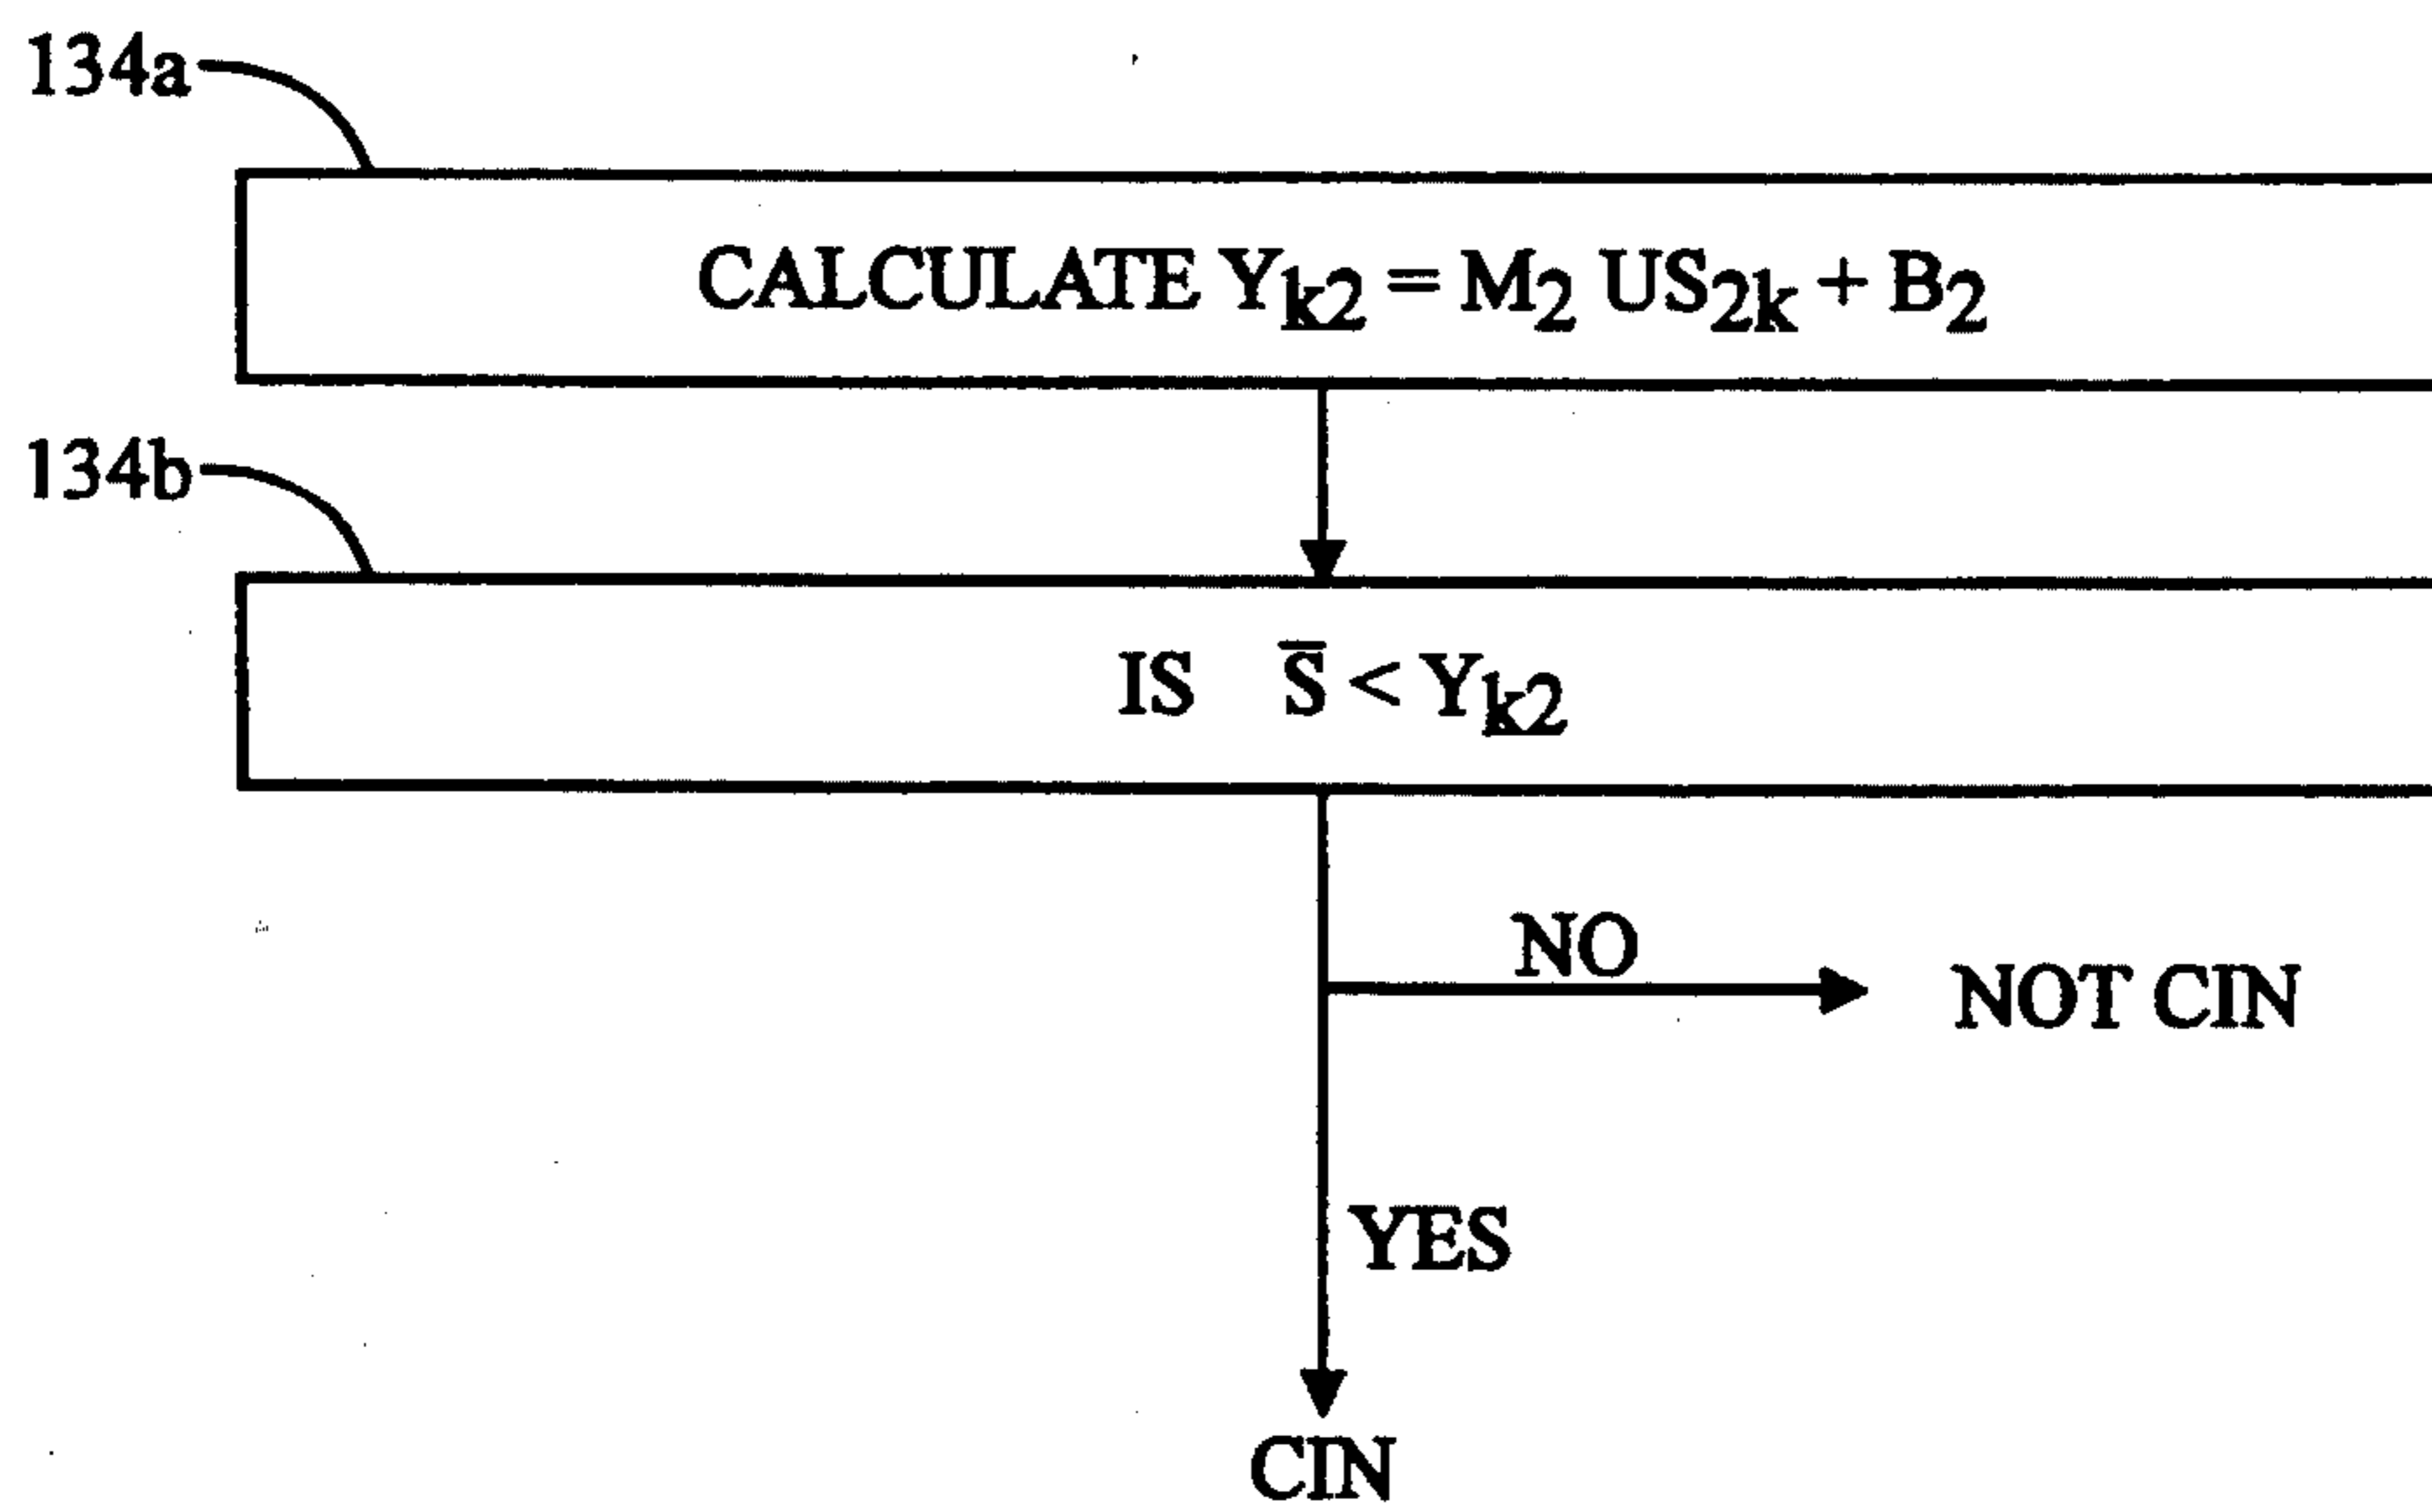 134a
CALCULATE Yk2 = M2 US2k + B2
134b
IS S̅ < Yk2
NO
NOT CIN
YES
CIN